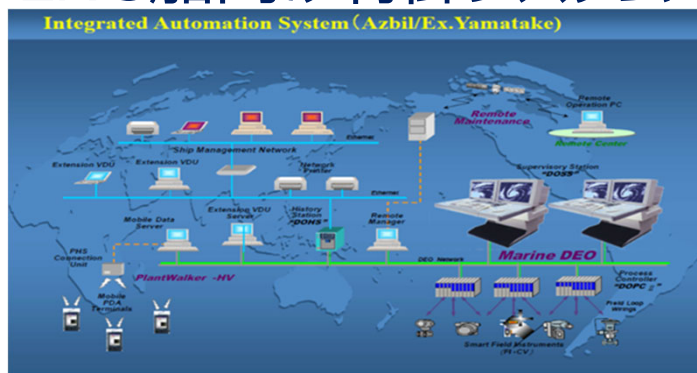 Integrated Automation System (Azbil/Ex.Yamatake)
Remote Operation PC
Remote Maintenance
Remote Center
Ethernet
Ship Management Network
Extension VDU
Extension VDU
Network Printer
Supervisory Station
"DOSS"
Ethernet
Mobile Data Server
Extension VDU Server
History Station
"DOHS"
Remote Manager
PMS Connection Unit
DEO Network
Marine DEO
PlantWalker -HV
Process Controller
"DOPC II"
Mobile PDA Terminals
Field Loop Wirings
Smart Field Instruments